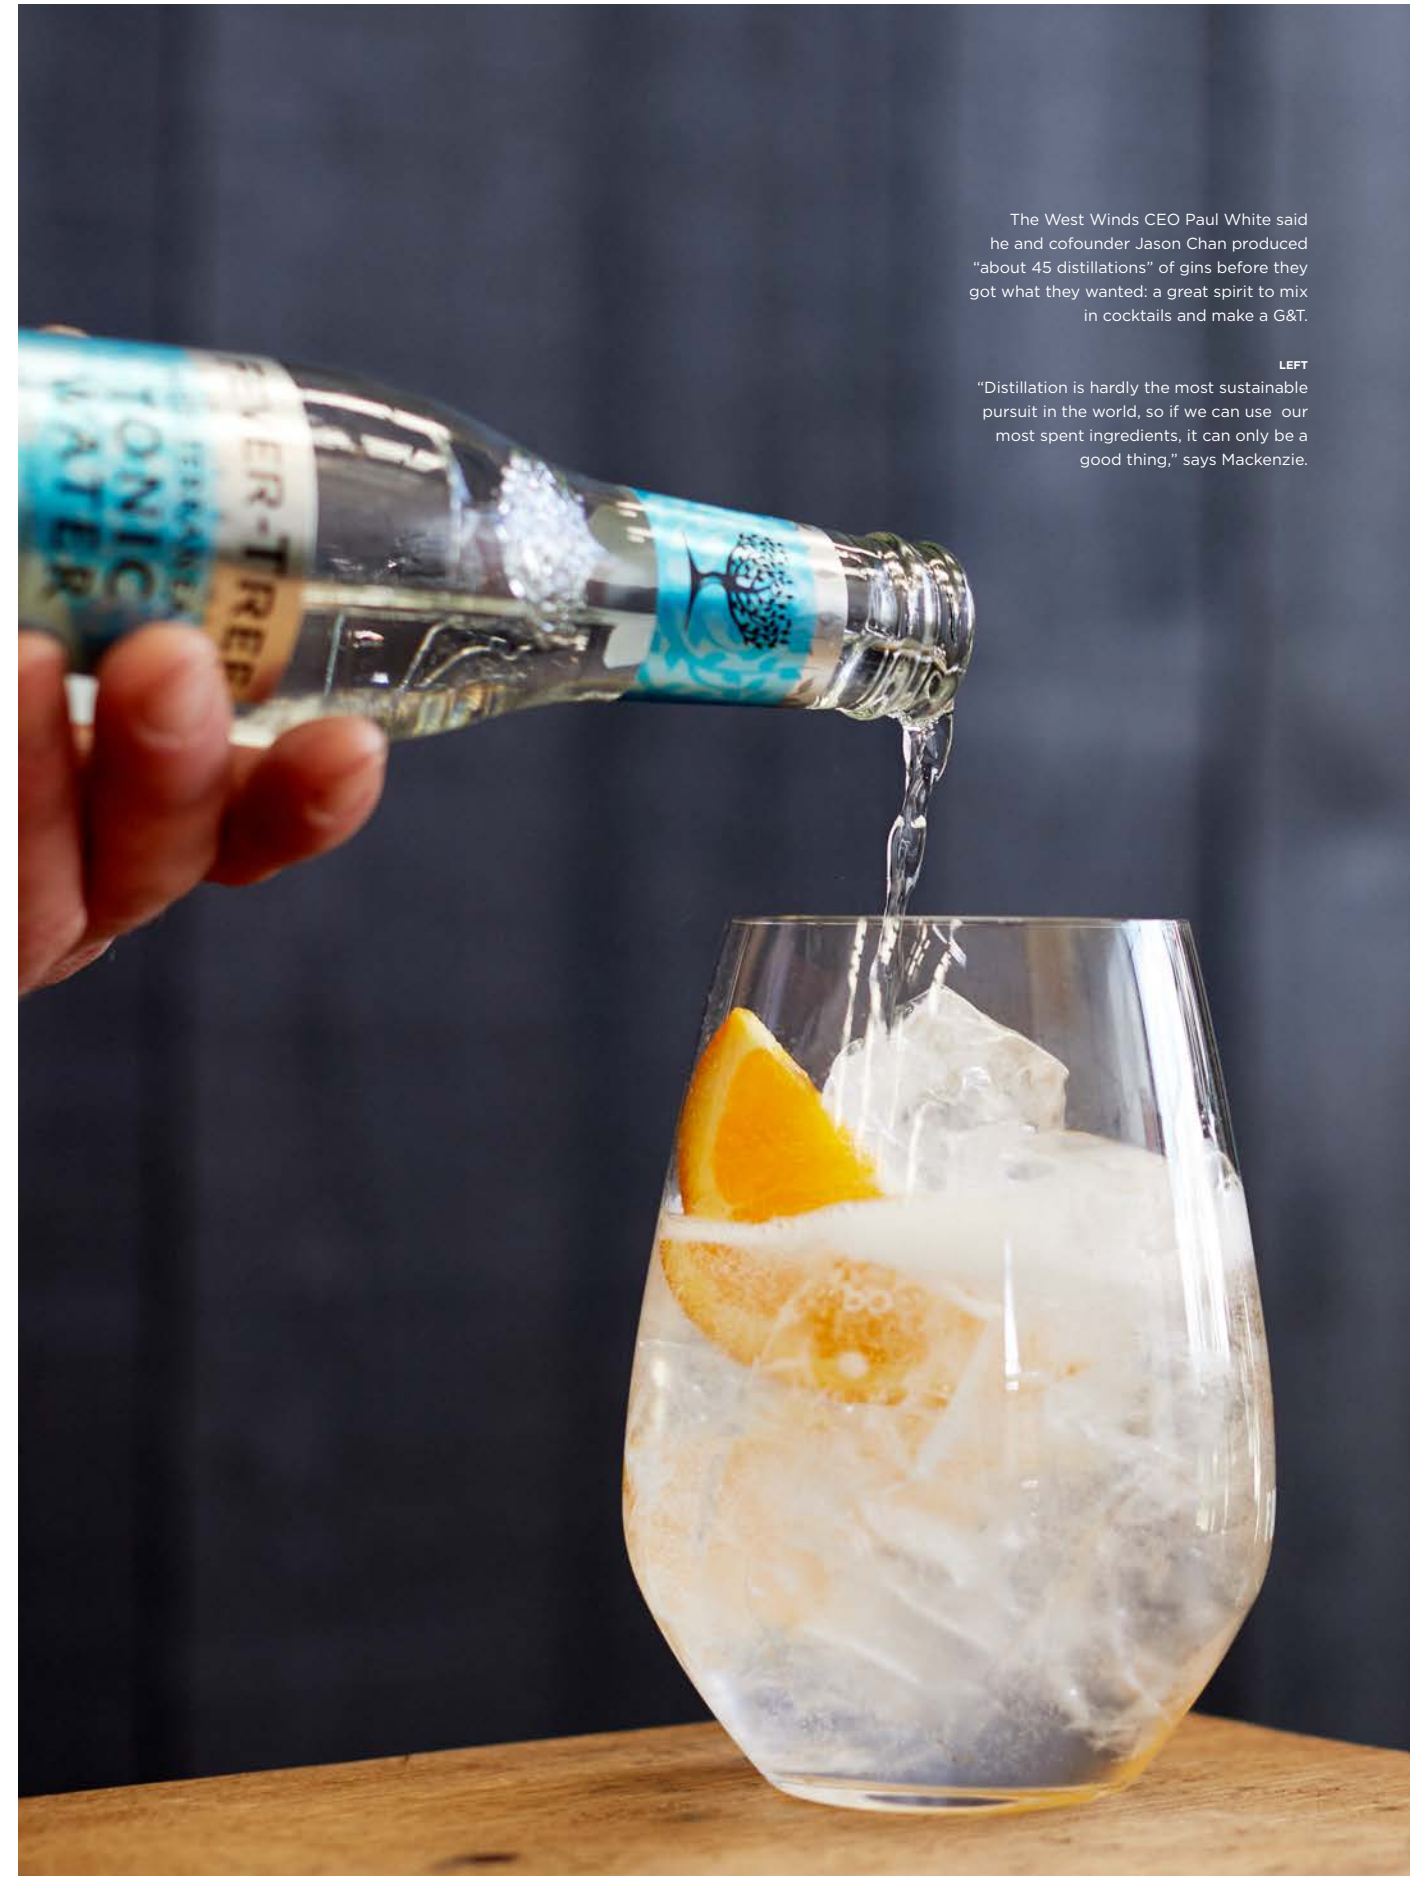 The West Winds CEO Paul White said
he and cofounder Jason Chan produced
“about 45 distillations” of gins before they
got what they wanted: a great spirit to mix
in cocktails and make a G&T.
LEFT
“Distillation is hardly the most sustainable
pursuit in the world, so if we can use  our
most spent ingredients, it can only be a
good thing,” says Mackenzie.
FEVER-TREE
TONIC
WATER